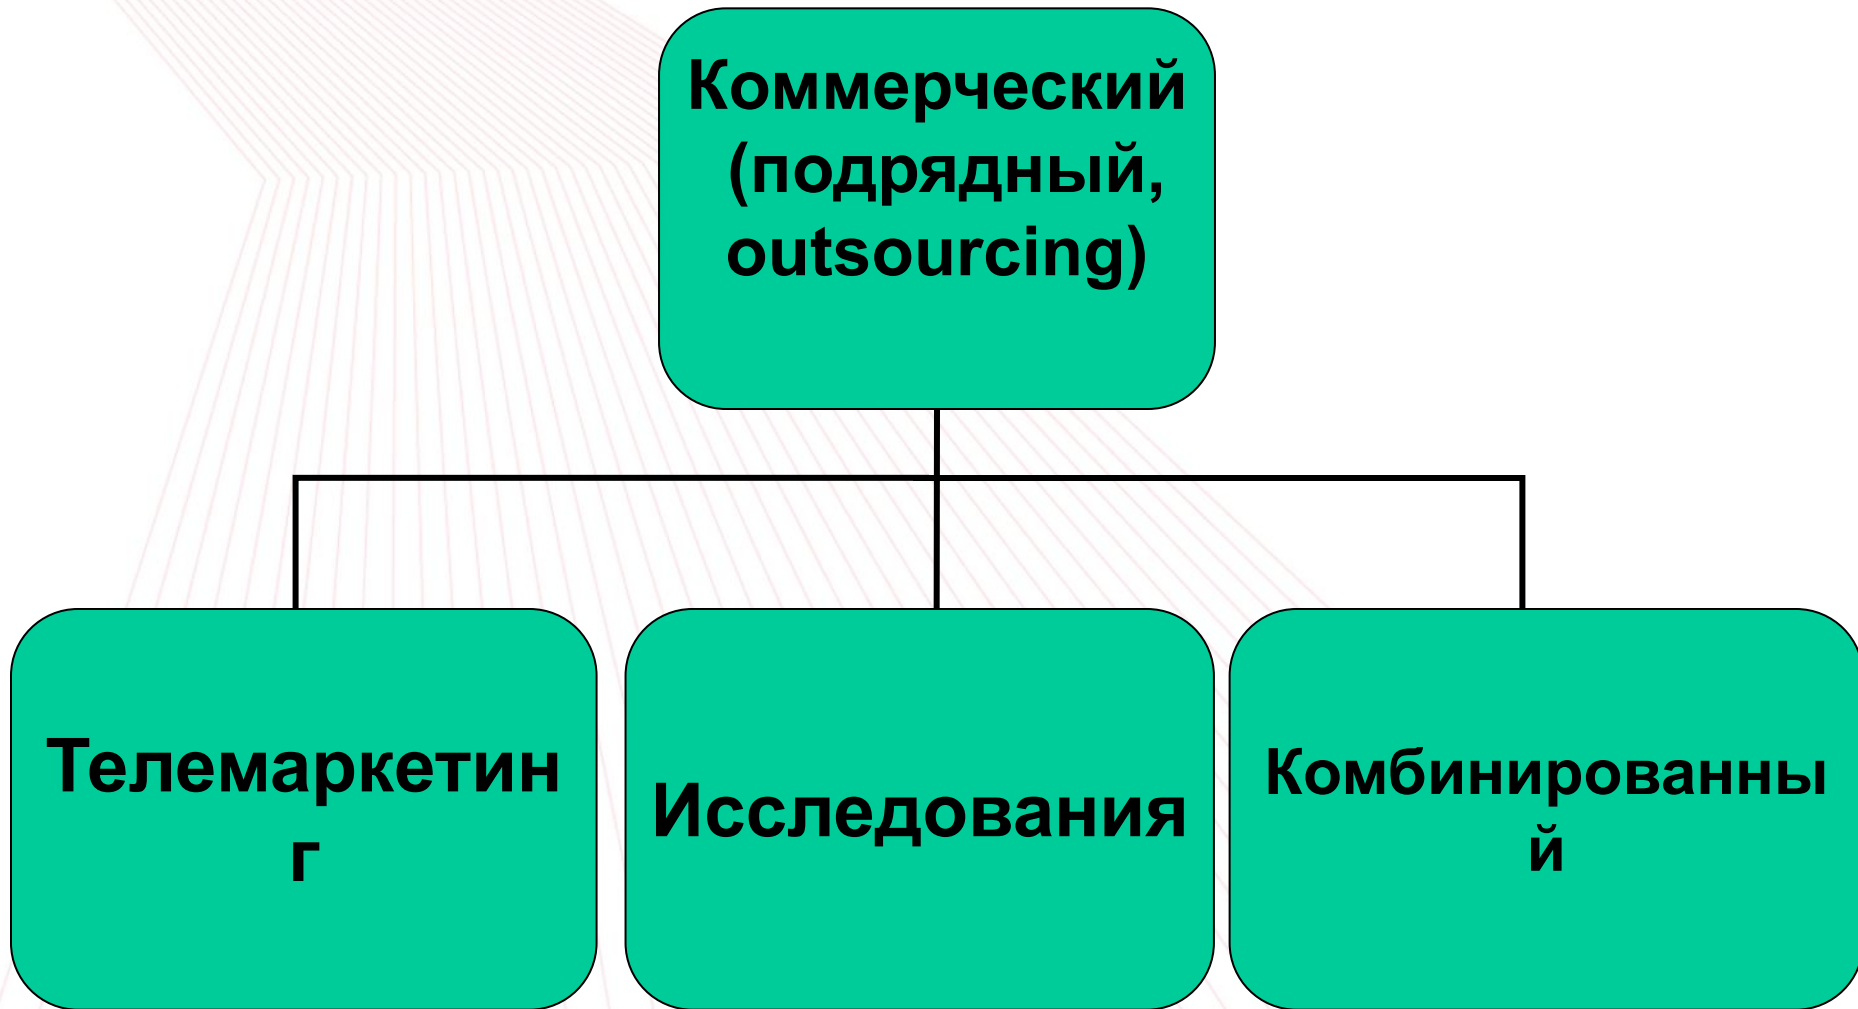 Коммерческий
(подрядный,
outsourcing)
Телемаркетин
г
Исследования
Комбинированны
й